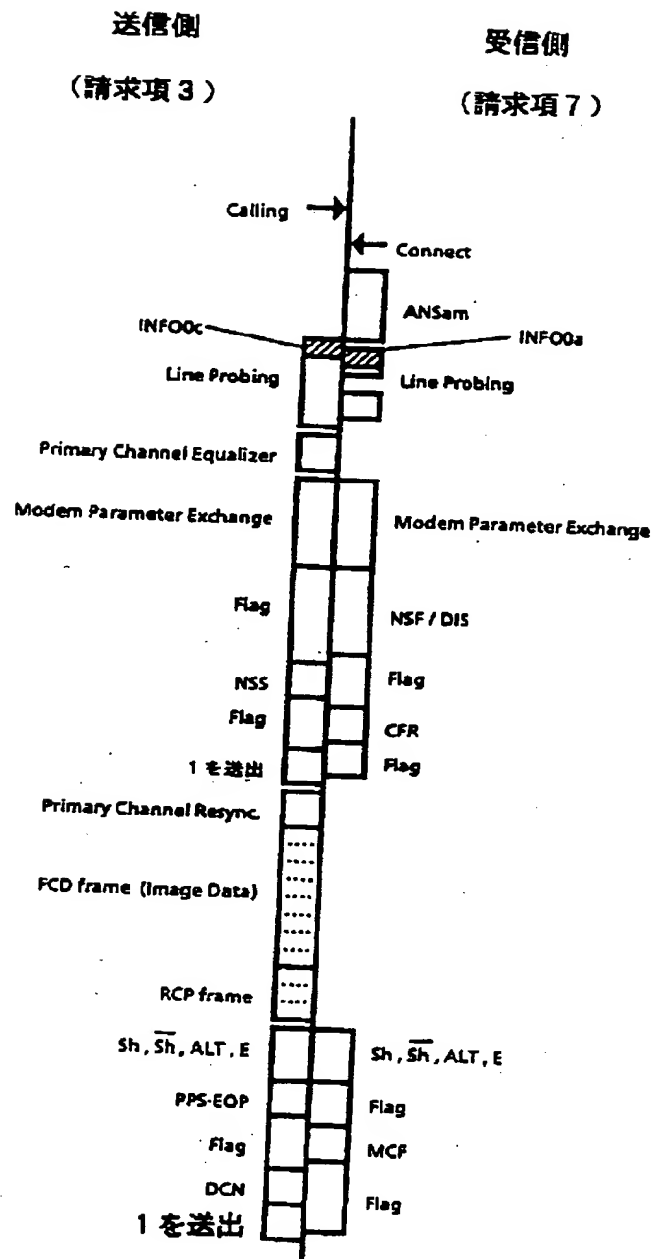 送信側
(請求項3)
受信側
(請求項7)
Calling
Connect
ANSam
INFO0c
INFO0a
Line Probing
Line Probing
Primary Channel Equalizer
Modem Parameter Exchange
Modem Parameter Exchange
Flag
NSF / DIS
NSS
Flag
Flag
CFR
1を送出
Flag
Primary Channel Resync.
FCD frame (Image Data)
RCP frame
Sh, S̅h̅, ALT, E
Sh, S̅h̅, ALT, E
PPS-EOP
Flag
Flag
MCF
DCN
Flag
1を送出